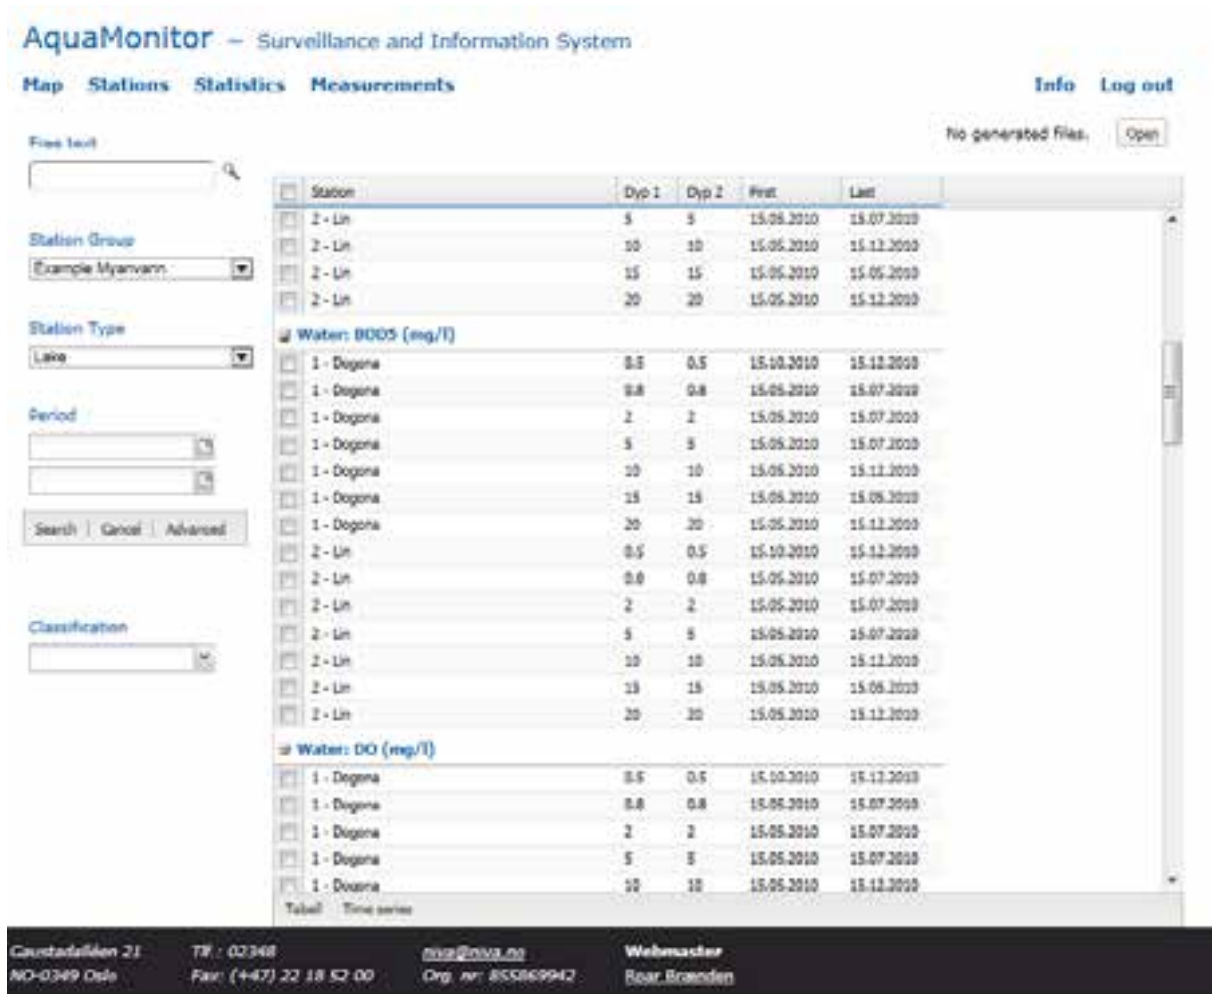 AquaMonitor – Surveillance and Information System
Map Stations Statistics Measurements Info Log out
No generated files. Open
Free text
Station Group
Example Myanvann
Station Type
Lake
Period
Search | Cancel | Advanced
Classification
Station Dyp 1 Dyp 2 First Last
2 - Lin 5 5 15.05.2010 15.07.2010
2 - Lin 10 10 15.05.2010 15.12.2010
2 - Lin 15 15 15.05.2010 15.05.2010
2 - Lin 20 20 15.05.2010 15.12.2010
Water: BOD5 (mg/l)
1 - Dogona 0.5 0.5 15.10.2010 15.12.2010
1 - Dogona 0.8 0.8 15.05.2010 15.07.2010
1 - Dogona 2 2 15.05.2010 15.07.2010
1 - Dogona 5 5 15.05.2010 15.07.2010
1 - Dogona 10 10 15.05.2010 15.12.2010
1 - Dogona 15 15 15.05.2010 15.05.2010
1 - Dogona 20 20 15.05.2010 15.12.2010
2 - Lin 0.5 0.5 15.10.2010 15.12.2010
2 - Lin 0.8 0.8 15.05.2010 15.07.2010
2 - Lin 2 2 15.05.2010 15.07.2010
2 - Lin 5 5 15.05.2010 15.07.2010
2 - Lin 10 10 15.05.2010 15.12.2010
2 - Lin 15 15 15.05.2010 15.05.2010
2 - Lin 20 20 15.05.2010 15.12.2010
Water: DO (mg/l)
1 - Dogona 0.5 0.5 15.10.2010 15.12.2010
1 - Dogona 0.8 0.8 15.05.2010 15.07.2010
1 - Dogona 2 2 15.05.2010 15.07.2010
1 - Dogona 5 5 15.05.2010 15.07.2010
1 - Dogona 10 10 15.05.2010 15.12.2010
Tabell Time series
Gaustadalléen 21 Tlf.: 02348 niva@niva.no Webmaster
NO-0349 Oslo Fax: (+47) 22 18 52 00 Org. nr: 855869942 Roar Brænden